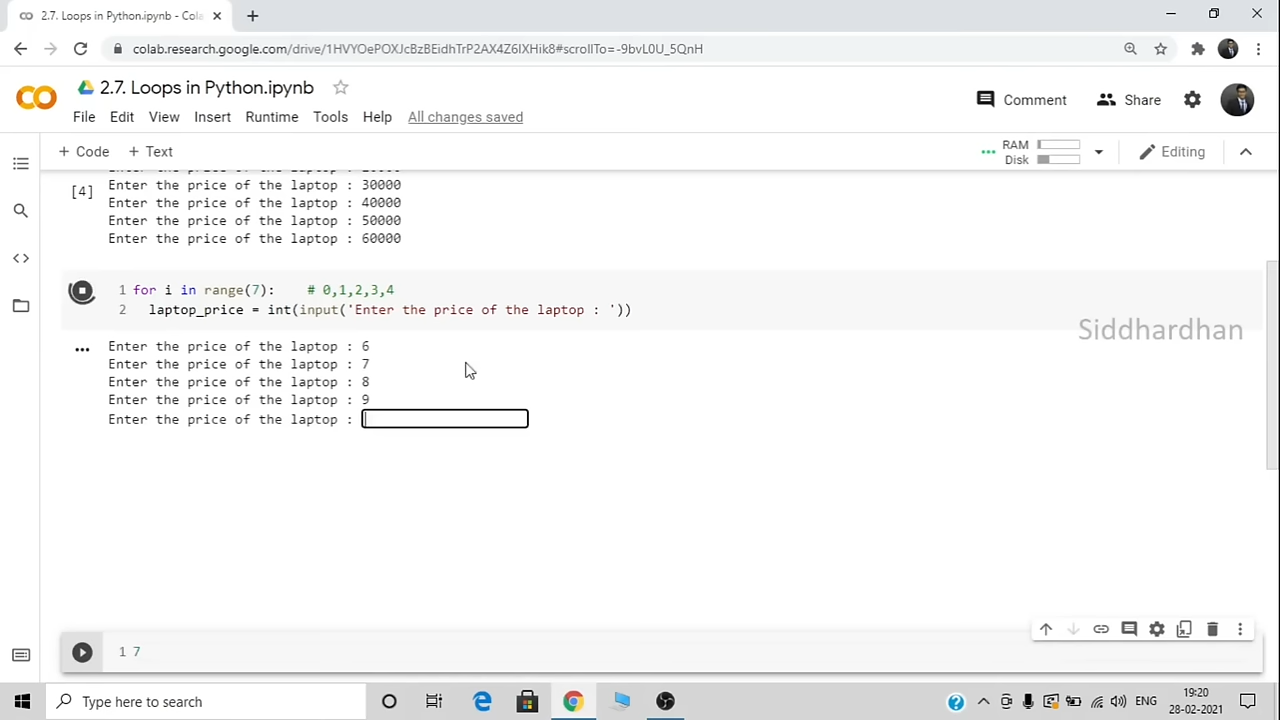 2.7. Loops in Python.ipynb - Cola
colab.research.google.com/drive/1HVYOePOXJcBzBEidhTrP2AX4Z6IXHik8#scrollTo=-9bvL0U_5QnH
CO 2.7. Loops in Python.ipynb
Comment Share
File Edit View Insert Runtime Tools Help All changes saved
+ Code + Text
RAM
Disk
Editing
[4]
Enter the price of the laptop : 30000
Enter the price of the laptop : 40000
Enter the price of the laptop : 50000
Enter the price of the laptop : 60000
1 for i in range(7): # 0,1,2,3,4
2 laptop_price = int(input('Enter the price of the laptop : '))
Siddhardhan
Enter the price of the laptop : 6
Enter the price of the laptop : 7
Enter the price of the laptop : 8
Enter the price of the laptop : 9
Enter the price of the laptop :
1 7
Type here to search
ENG
19:20
28-02-2021